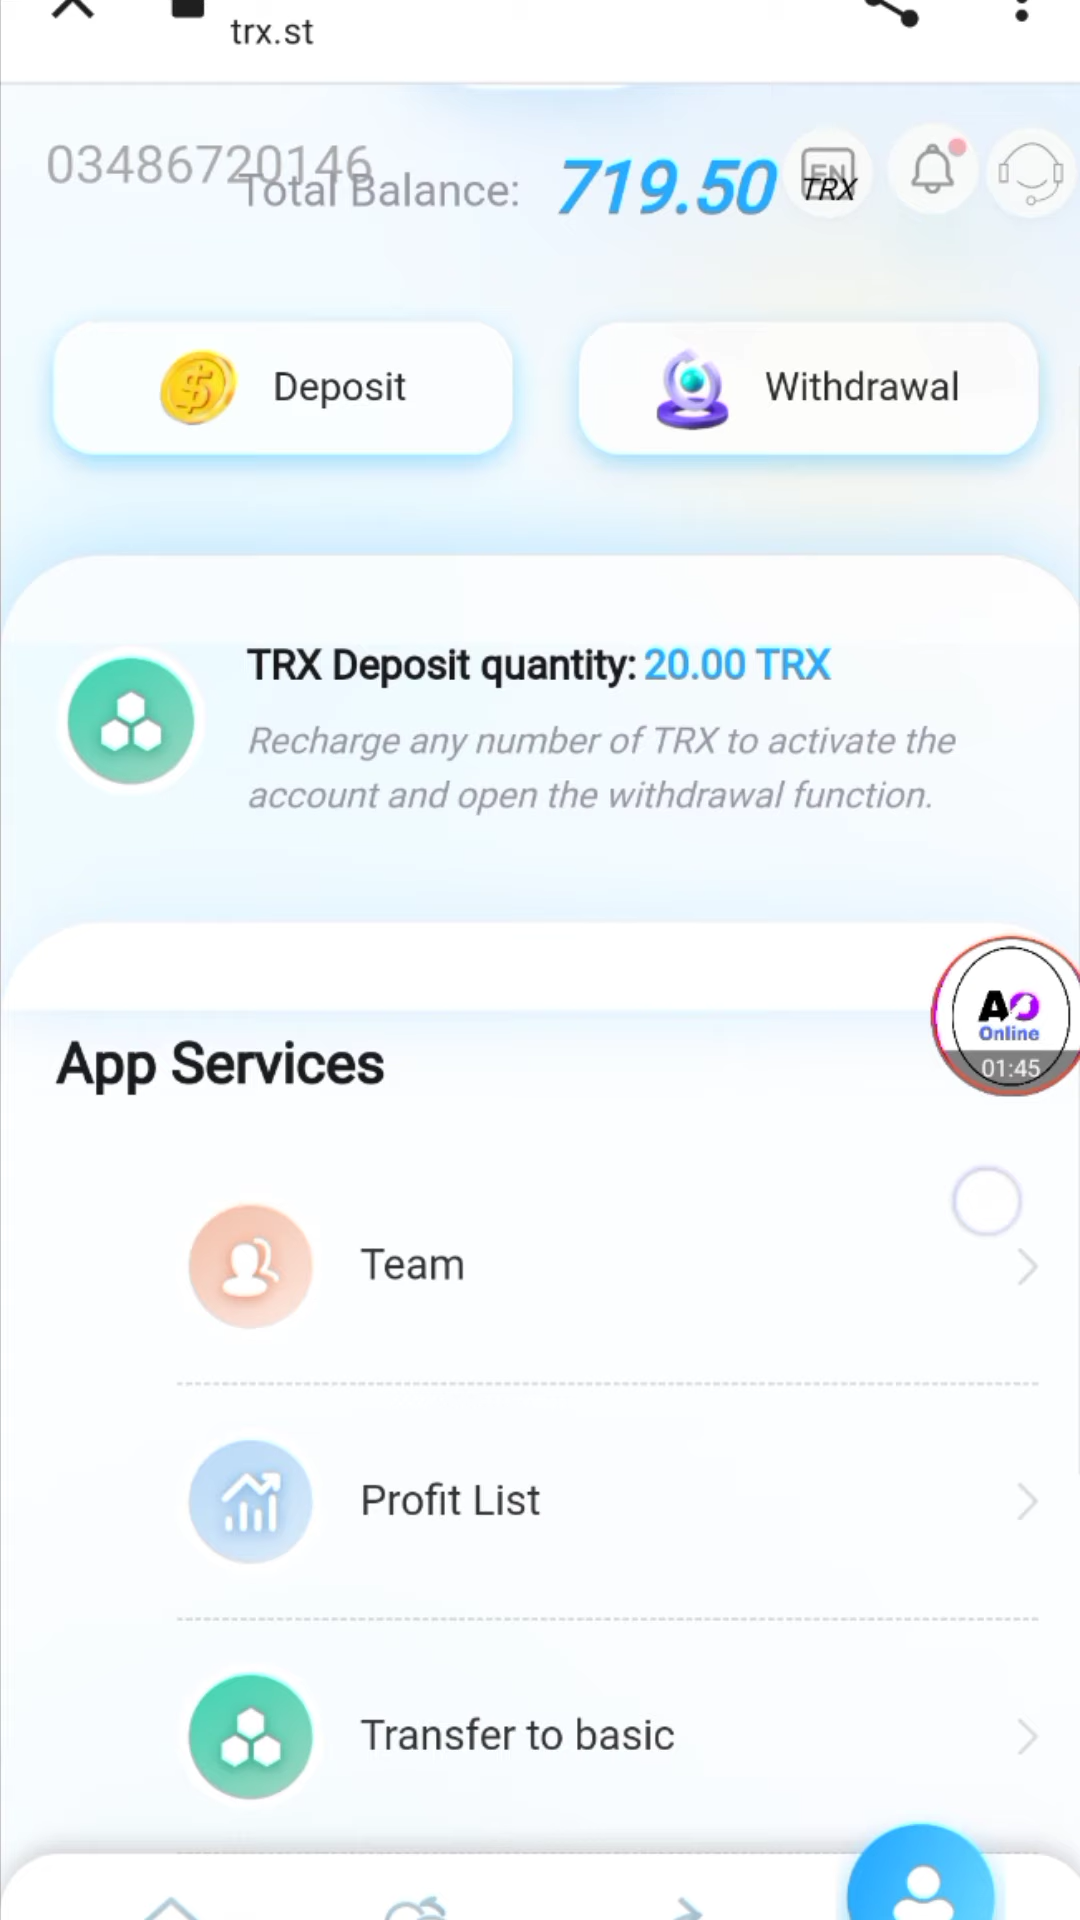 trx.st
03486720146
Total Balance: 719.50 TRX
EN
Deposit
Withdrawal
TRX Deposit quantity: 20.00 TRX
Recharge any number of TRX to activate the
account and open the withdrawal function.
AO
Online
01:45
App Services
Team
Profit List
Transfer to basic